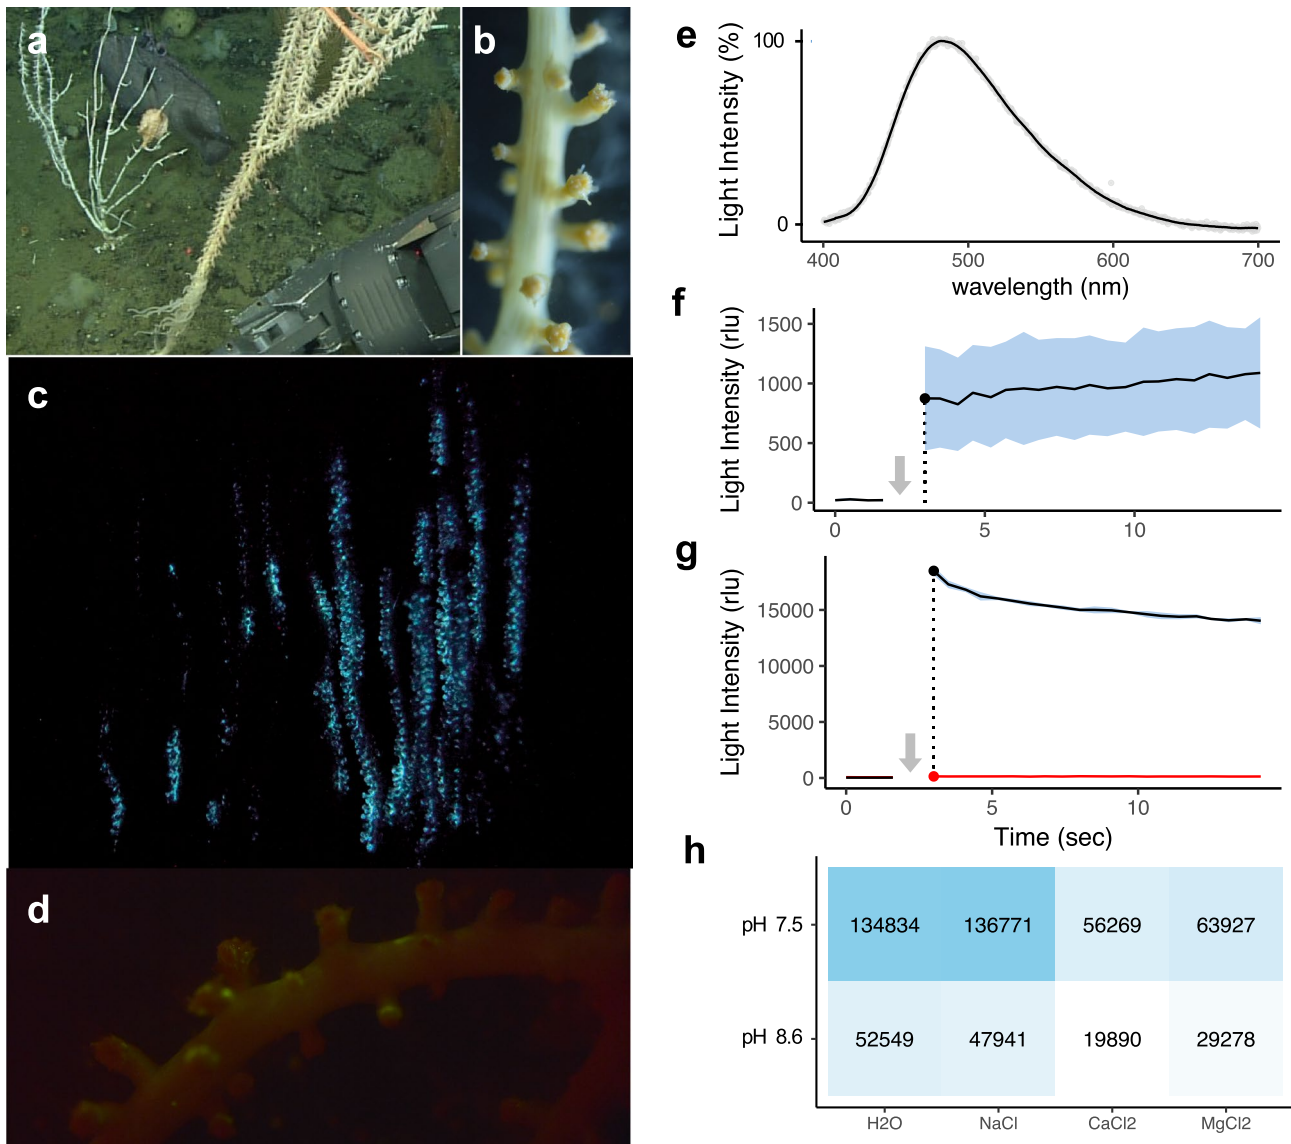 a
b
c
d
e
Light Intensity (%)
100
0
400 500 600 700
wavelength (nm)
f
Light Intensity (rlu)
1500
1000
500
0
0 5 10
g
Light Intensity (rlu)
15000
10000
5000
0
0 5 10
Time (sec)
h
pH 7.5 134834 136771 56269 63927
pH 8.6 52549 47941 19890 29278
H2O NaCl CaCl2 MgCl2